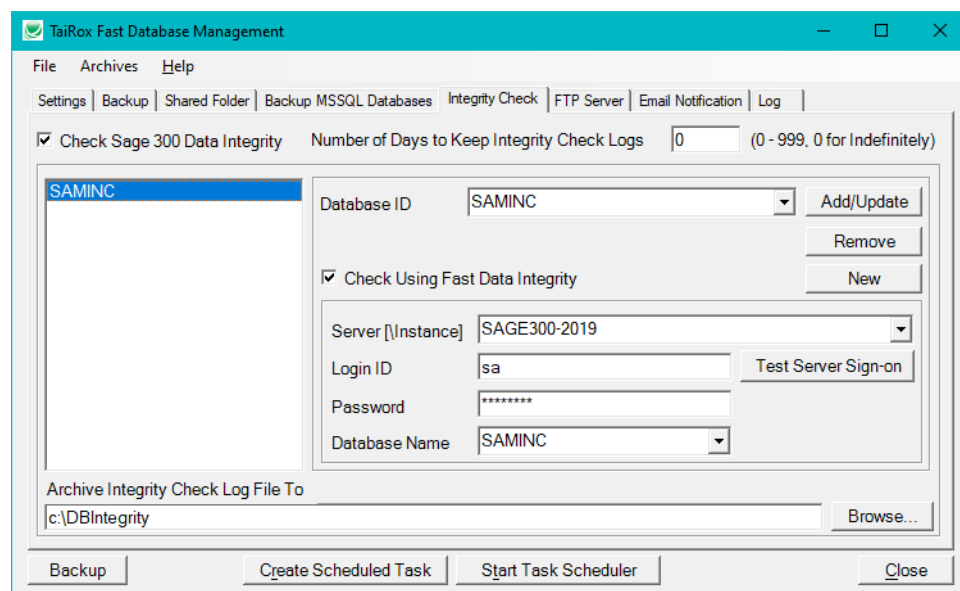 TaiRox Fast Database Management
File Archives Help
Settings Backup Shared Folder Backup MSSQL Databases Integrity Check FTP Server Email Notification Log
Check Sage 300 Data Integrity Number of Days to Keep Integrity Check Logs 0 (0 - 999, 0 for Indefinitely)
SAMINC
Database ID SAMINC Add/Update
Remove
Check Using Fast Data Integrity New
Server [\Instance] SAGE300-2019
Login ID sa Test Server Sign-on
Password ********
Database Name SAMINC
Archive Integrity Check Log File To
c:\DBIntegrity Browse...
Backup Create Scheduled Task Start Task Scheduler Close